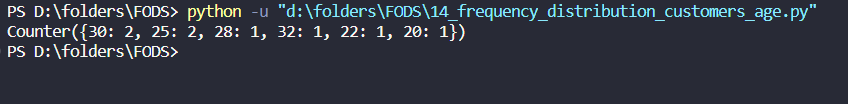 PS D:\folders\FODS> python -u "d:\folders\FODS\14_frequency_distribution_customers_age.py"
Counter({30: 2, 25: 2, 28: 1, 32: 1, 22: 1, 20: 1})
PS D:\folders\FODS>